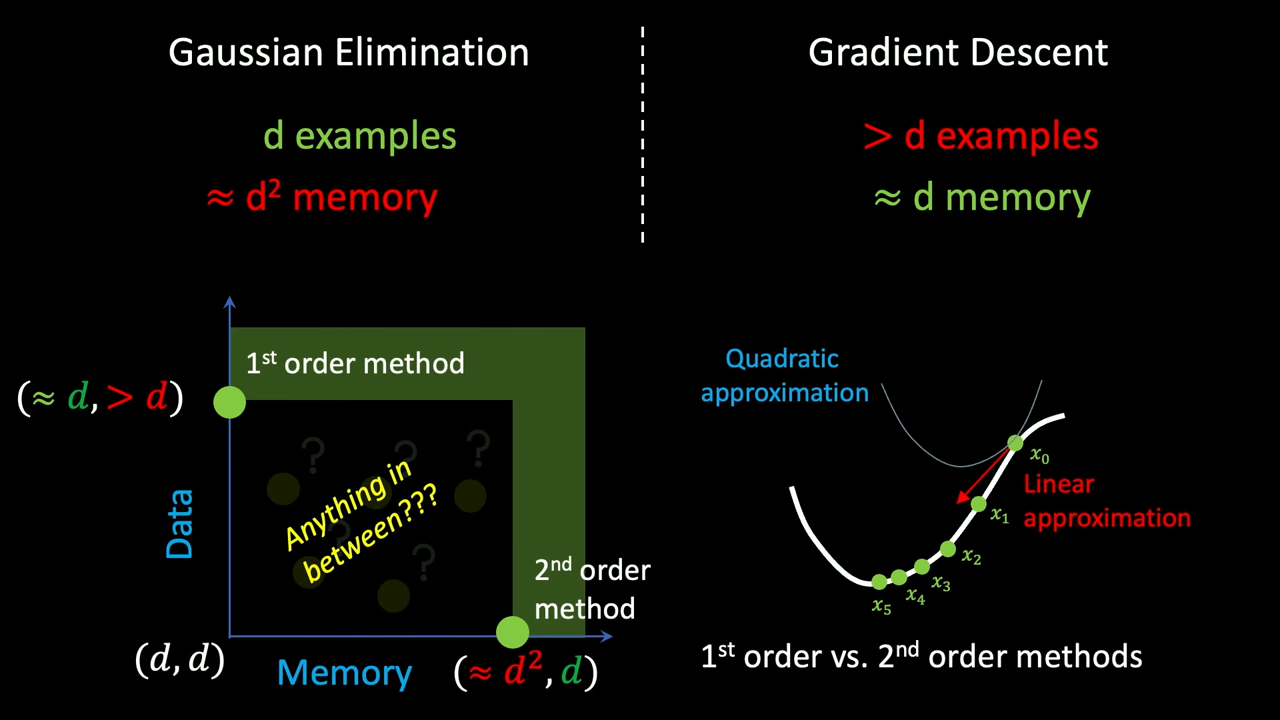 Gaussian Elimination
d examples
≈ d² memory
Gradient Descent
> d examples
≈ d memory
1st order method
(≈ d, > d)
?
?
?
?
?
Anything in
between???
Data
2nd order
method
(d, d)
Memory
(≈ d², d)
Quadratic
approximation
x₀
Linear
approximation
x₁
x₂
x₃
x₄
x₅
1st order vs. 2nd order methods